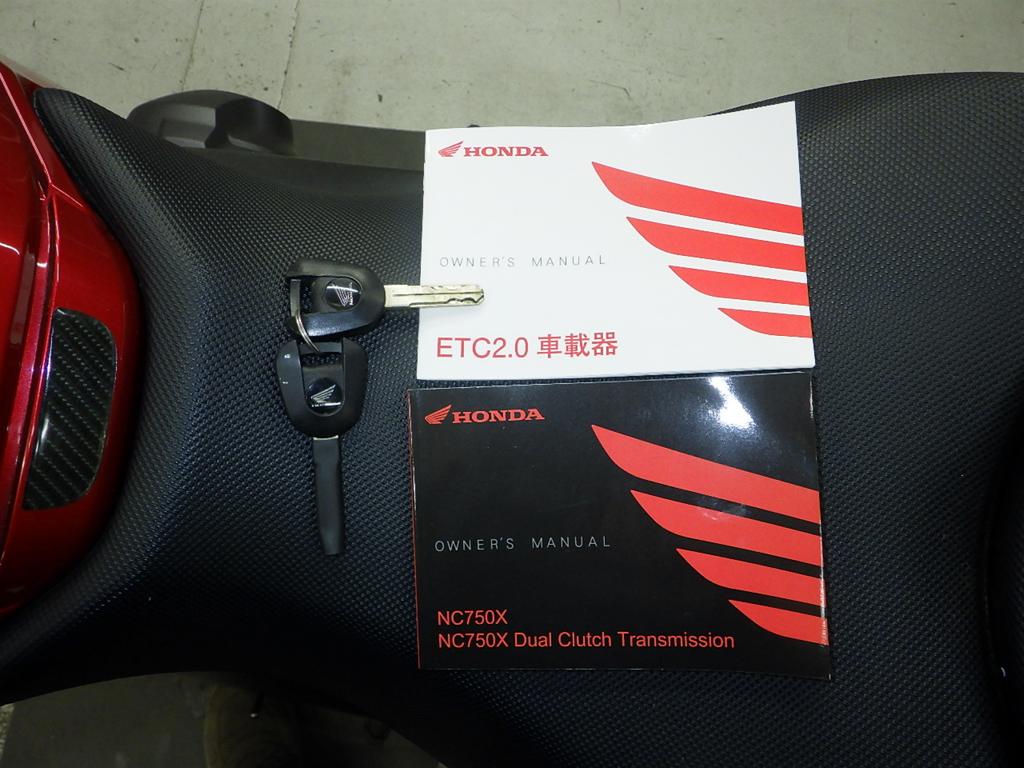 HONDA
OWNER'S MANUAL
ETC2.0 車載器
HONDA
OWNER'S MANUAL
NC750X
NC750X Dual Clutch Transmission